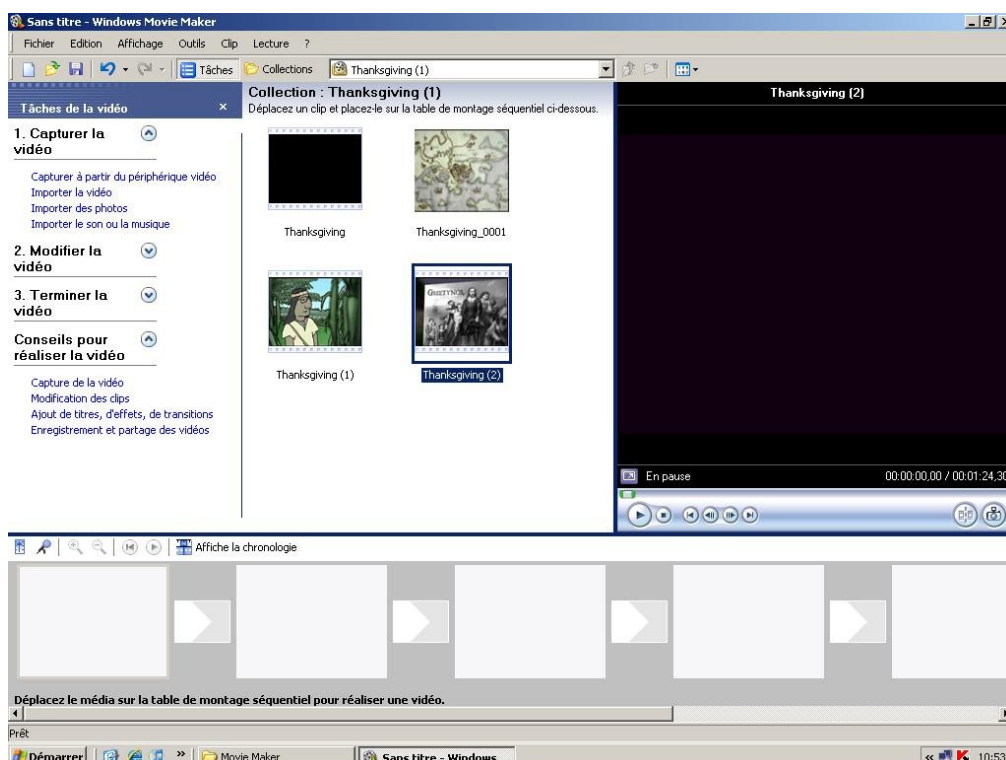 Sans titre - Windows Movie Maker
Fichier Edition Affichage Outils Clip Lecture ?
Tâches Collections Thanksgiving (1)
Tâches de la vidéo
1. Capturer la
vidéo
Capturer à partir du périphérique vidéo
Importer la vidéo
Importer des photos
Importer le son ou la musique
2. Modifier la
vidéo
3. Terminer la
vidéo
Conseils pour
réaliser la vidéo
Capture de la vidéo
Modification des clips
Ajout de titres, d'effets, de transitions
Enregistrement et partage des vidéos
Collection : Thanksgiving (1)
Déplacez un clip et placez-le sur la table de montage séquentiel ci-dessous.
Thanksgiving
Thanksgiving_0001
GREETYNGS
Thanksgiving (1)
Thanksgiving (2)
Thanksgiving (2)
En pause 00:00:00,00 / 00:01:24,30
Affiche la chronologie
Déplacez le média sur la table de montage séquentiel pour réaliser une vidéo.
Prêt
Démarrer » Movie Maker Sans titre - Windows ... « K 10:53